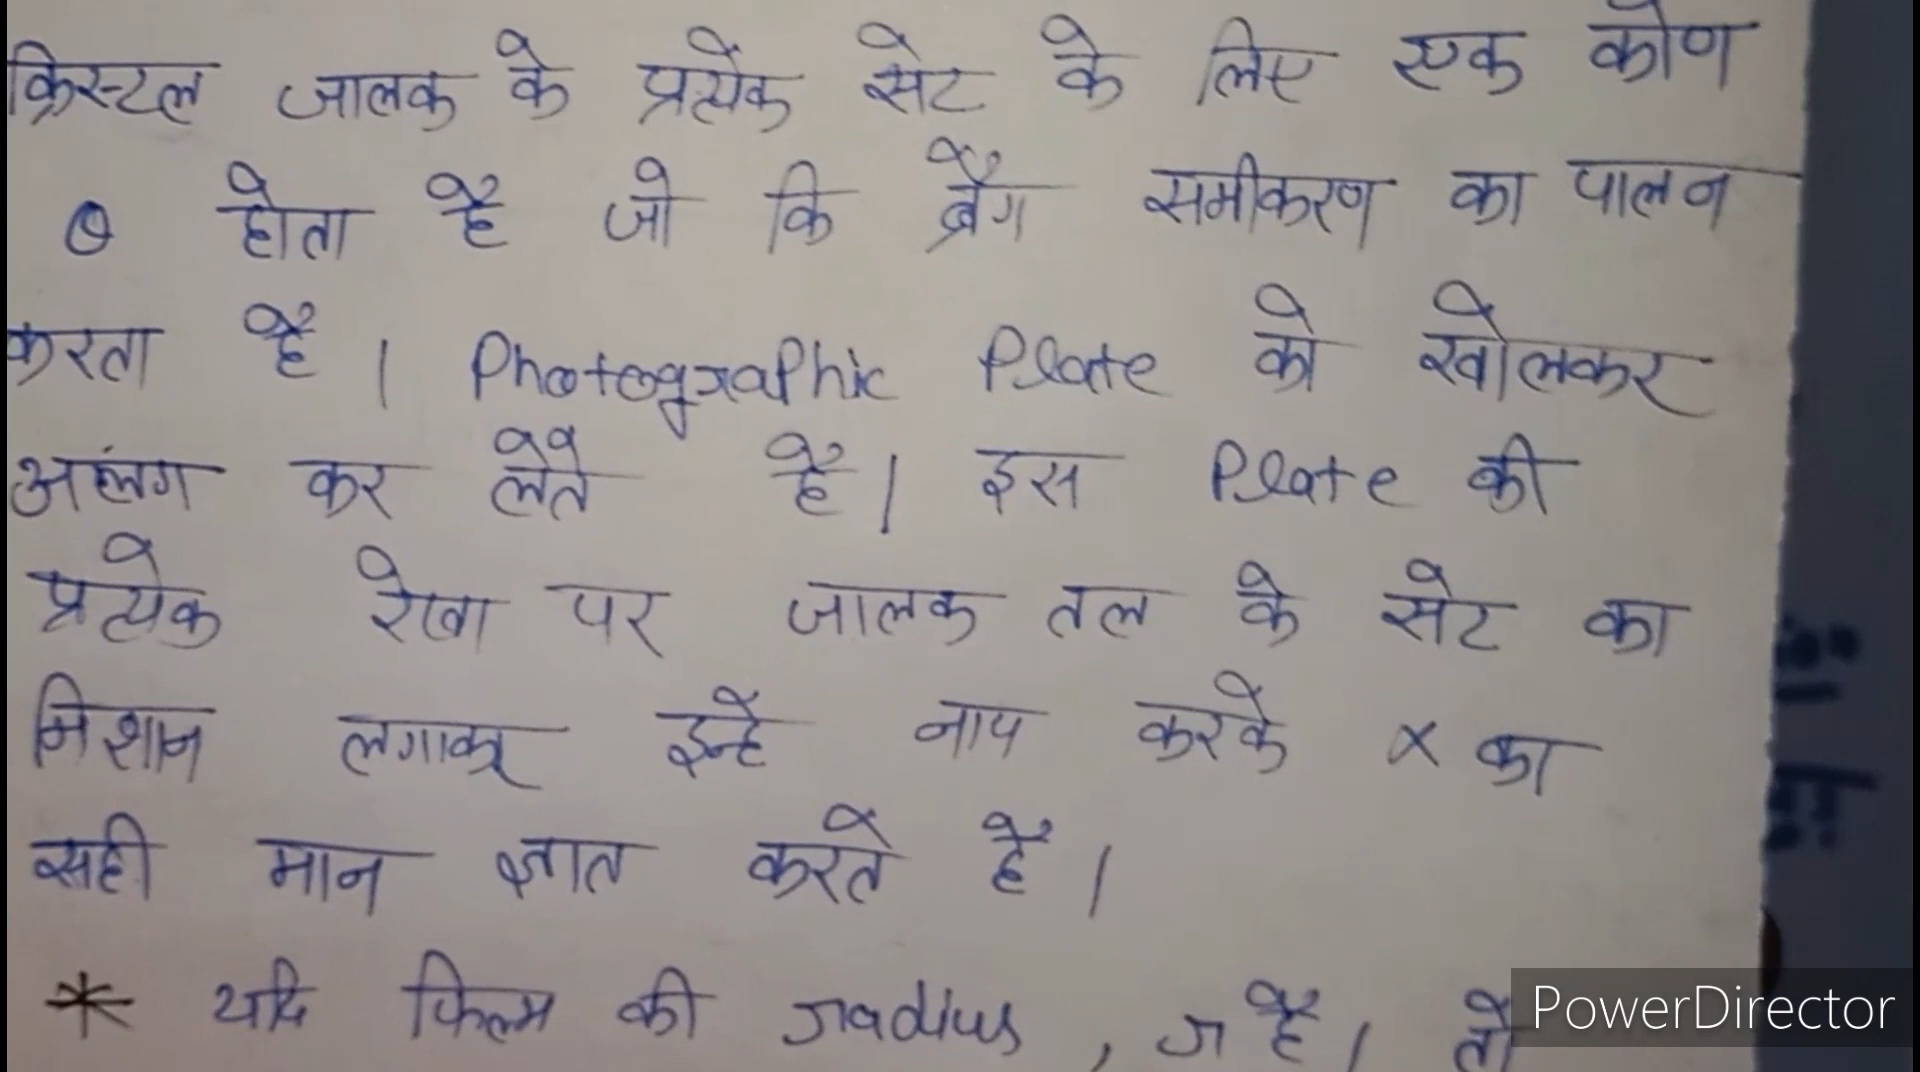 क्रिस्टल जालक के प्रत्येक सेट के लिए एक कोण
θ होता है जो कि ब्रैग समीकरण का पालन
करता है । Photographic Plate को खोलकर
अलग कर लेते है । इस Plate की
प्रत्येक रेखा पर जालक तल के सेट का
निशान लगाकर इन्हे नाप करके α का
सही मान ज्ञात करते है ।
* यदि फिल्म की radius , r है । तो
PowerDirector